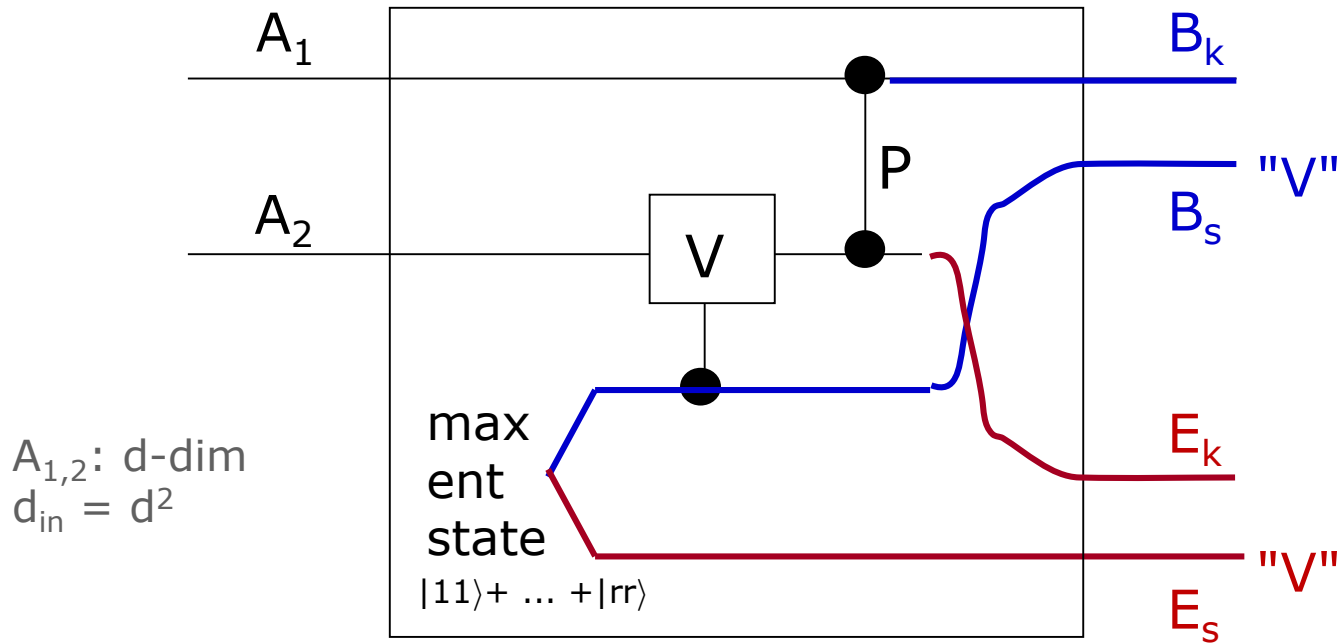 A₁
Bₖ
P
"V"
A₂
Bₛ
V
max
ent
state
|11⟩+ ... +|rr⟩
A₁,₂: d-dim
dᵢₙ = d²
Eₖ
"V"
Eₛ